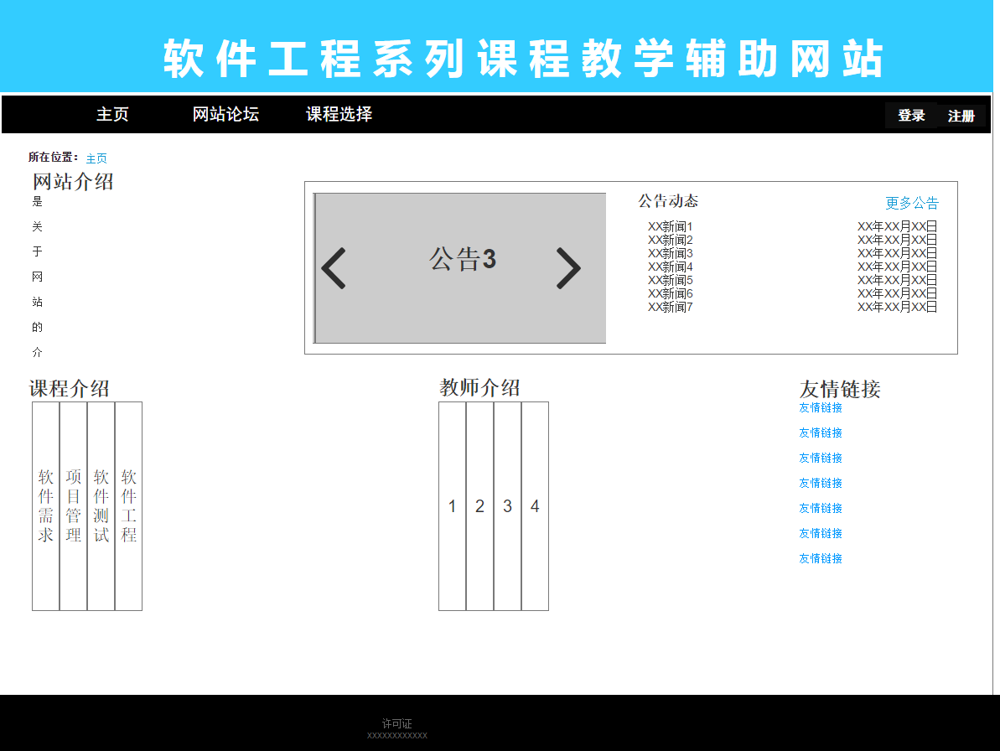 软件工程系列课程教学辅助网站
主页 网站论坛 课程选择 登录 注册
所在位置： 主页
网站介绍
是
关
于
网
站
的
介
公告3
公告动态 更多公告
XX新闻1 XX年XX月XX日
XX新闻2 XX年XX月XX日
XX新闻3 XX年XX月XX日
XX新闻4 XX年XX月XX日
XX新闻5 XX年XX月XX日
XX新闻6 XX年XX月XX日
XX新闻7 XX年XX月XX日
课程介绍
软件需求
项目管理
软件测试
软件工程
教师介绍
1 2 3 4
友情链接
友情链接
友情链接
友情链接
友情链接
友情链接
友情链接
友情链接
许可证
XXXXXXXXXXXX